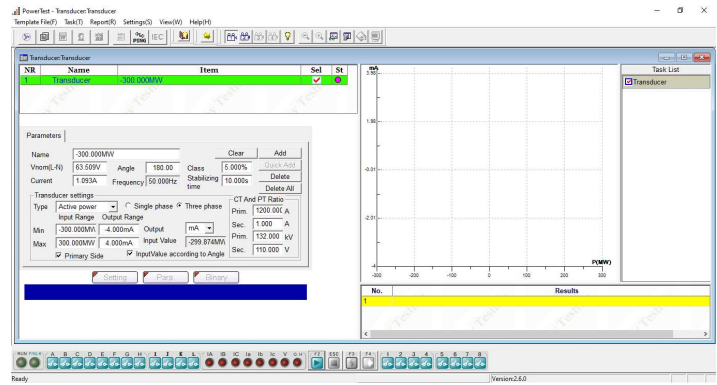 PowerTest - Transducer:Transducer
Template File(F) Task(T) Report(R) Settings(S) View(W) Help(H)
IEC
Transducer:Transducer
NR Name Item Sel St
1 Transducer -300.000MW
Parameters
Name -300.000MW Clear Add
Vnom(L-N) 63.509V Angle 180.00 Class 5.000% Quick Add
Current 1.093A Frequency 50.000Hz Stabilizing time 10.000s Delete
Delete All
Transducer settings
Type Active power Single phase Three phase
Input Range Output Range
Min -300.000MW -4.000mA Output mA
Max 300.000MW 4.000mA Input Value -299.874MW
Primary Side InputValue according to Angle
CT And PT Ratio
Prim. 1200.000 A
Sec. 1.000 A
Prim. 132.000 kV
Sec. 110.000 V
Setting Para Binary
mA
3.98
1.98
-0.01
-2.01
-4
P(MW)
-300 -200 -100 0 100 200 300
Task List
Transducer
No. Results
1
RUN A B C D E F G H I J K L IA IB IC Ia Ib Ic V O.H F2 ESC F3 F4 1 2 3 4 5 6 7 8
Ready Version:2.6.0